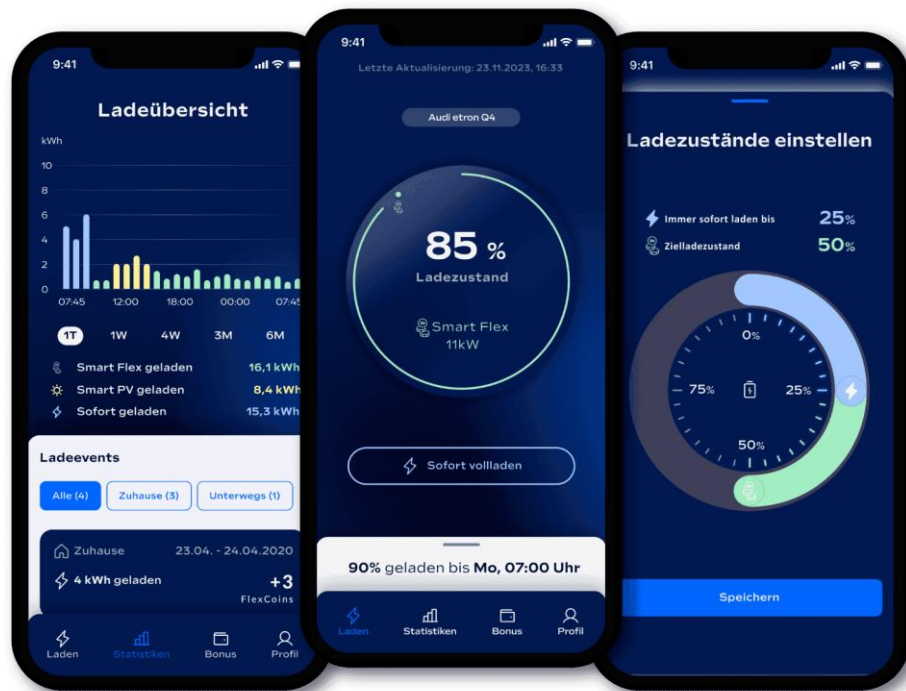 9:41
Ladeübersicht
kWh
10
8
6
4
2
0
07:45 12:00 18:00 00:00 07:45
1T 1W 4W 3M 6M
Smart Flex geladen 16,1 kWh
Smart PV geladen 8,4 kWh
Sofort geladen 15,3 kWh
Ladeevents
Alle (4) Zuhause (3) Unterwegs (1)
Zuhause 23.04. - 24.04.2020
4 kWh geladen +3
FlexCoins
Laden Statistiken Bonus Profil
9:41
Letzte Aktualisierung: 23.11.2023, 16:33
Audi etron Q4
85 %
Ladezustand
Smart Flex
11kW
Sofort vollladen
90% geladen bis Mo, 07:00 Uhr
Laden Statistiken Bonus Profil
9:41
Ladezustände einstellen
Immer sofort laden bis 25%
Zielladezustand 50%
0%
75% 25%
50%
Speichern